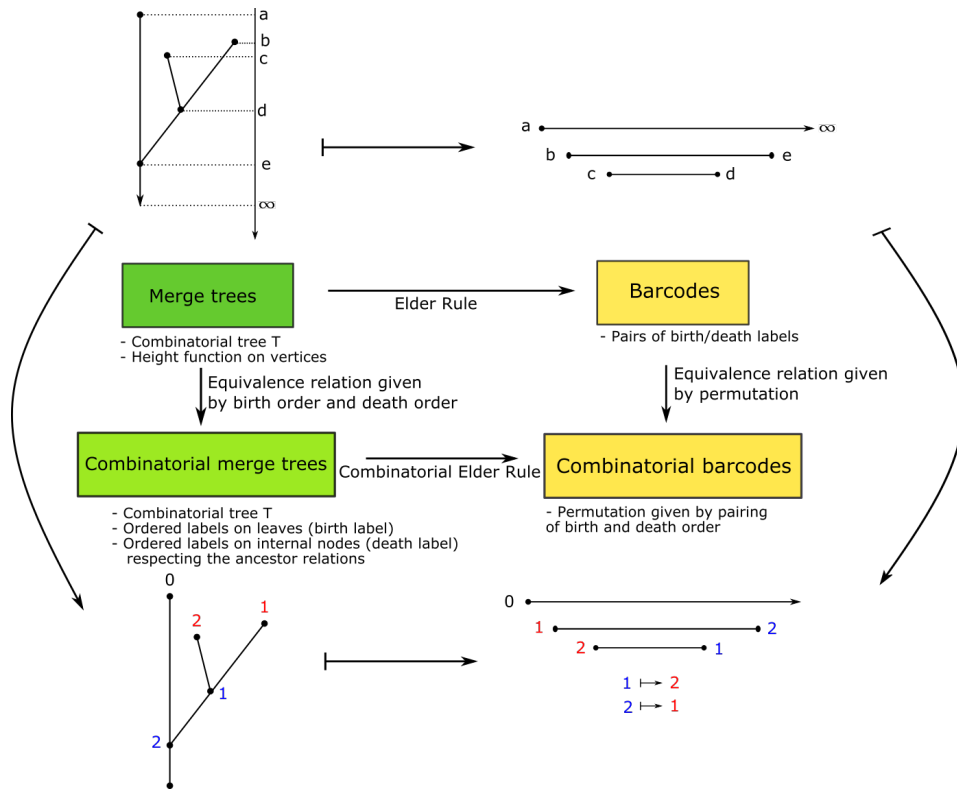 a
b
c
d
e
∞
a
∞
b
e
c
d
Merge trees
Elder Rule
Barcodes
- Combinatorial tree T
- Height function on vertices
- Pairs of birth/death labels
Equivalence relation given
by birth order and death order
Equivalence relation given
by permutation
Combinatorial merge trees
Combinatorial Elder Rule
Combinatorial barcodes
- Combinatorial tree T
- Ordered labels on leaves (birth label)
- Ordered labels on internal nodes (death label)
respecting the ancestor relations
- Permutation given by pairing
of birth and death order
0
2
1
1
2
0
1
2
2
1
1 ↦ 2
2 ↦ 1